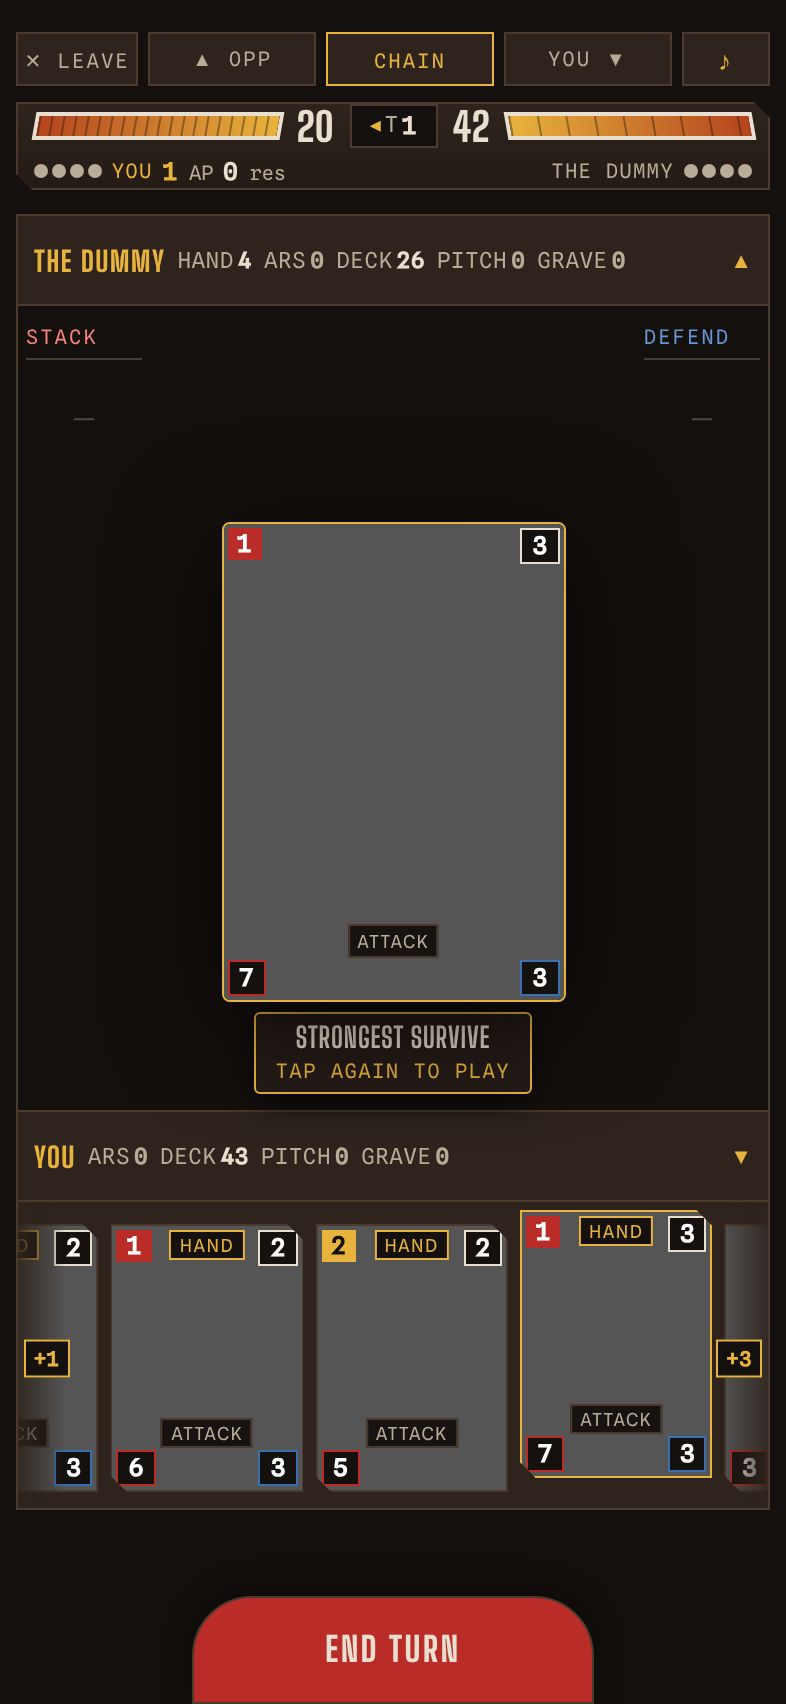 × LEAVE ▲ OPP CHAIN YOU ▼ ♪
20 ◀T1 42
YOU 1 AP 0 res THE DUMMY
THE DUMMY HAND 4 ARS 0 DECK 26 PITCH 0 GRAVE 0 ▲
STACK DEFEND
— —
1 3
ATTACK
7 3
STRONGEST SURVIVE
TAP AGAIN TO PLAY
YOU ARS 0 DECK 43 PITCH 0 GRAVE 0 ▼
2 1 HAND 2 2 HAND 2 1 HAND 3
+1 +3
ATTACK ATTACK ATTACK
3 6 3 5 7 3 3
END TURN